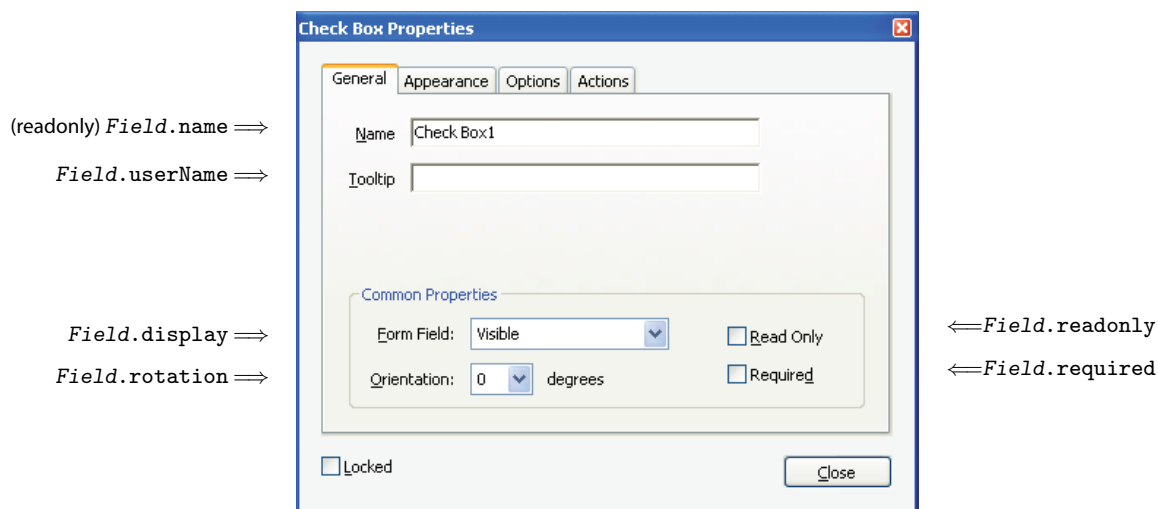 Check Box Properties
General Appearance Options Actions
(readonly) Field.name⟹ Name Check Box1
Field.userName⟹ Tooltip
Common Properties
Field.display⟹ Form Field: Visible Read Only ⟸Field.readonly
Field.rotation⟹ Orientation: 0 degrees Required ⟸Field.required
Locked Close